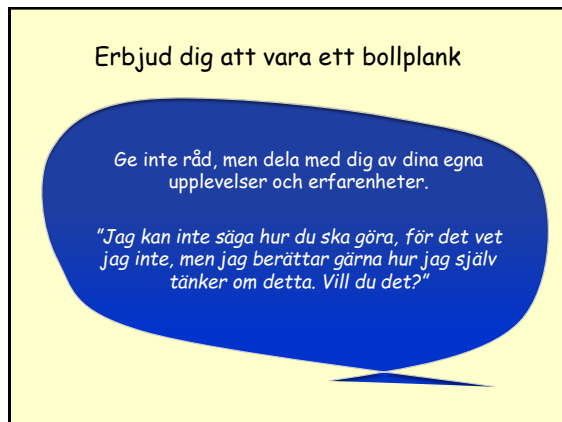 Erbjud dig att vara ett bollplank
Ge inte råd, men dela med dig av dina egna
upplevelser och erfarenheter.
"Jag kan inte säga hur du ska göra, för det vet
jag inte, men jag berättar gärna hur jag själv
tänker om detta. Vill du det?"